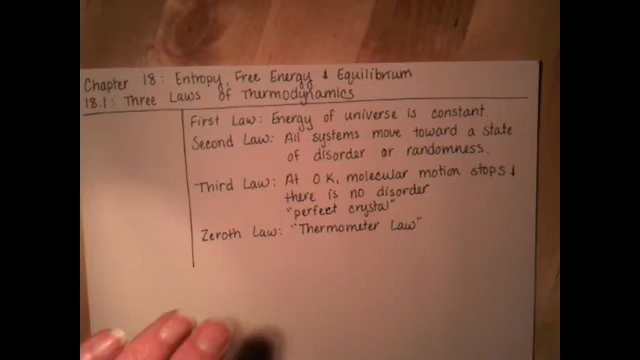 Chapter 18: Entropy, Free Energy & Equilibrium
18.1: Three Laws of Thermodynamics
First Law: Energy of universe is constant.
Second Law: All systems move toward a state
of disorder or randomness.
Third Law: At 0 K, molecular motion stops &
there is no disorder
"perfect crystal"
Zeroth Law: "Thermometer Law"